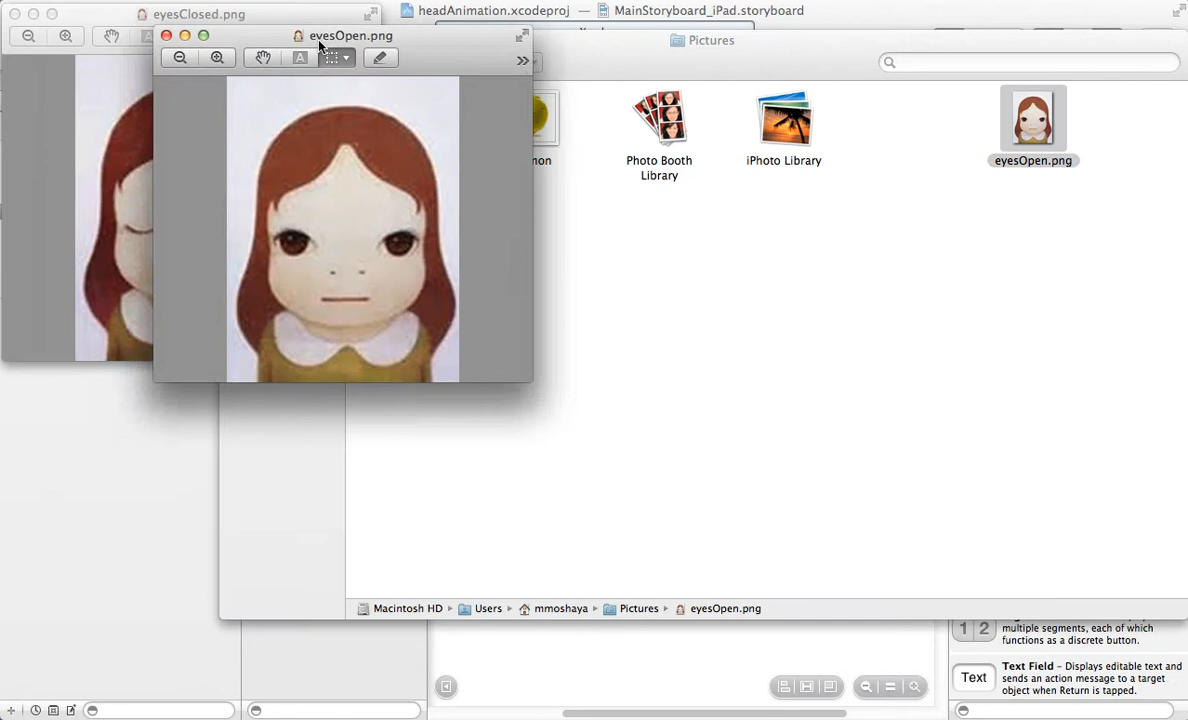 eyesClosed.png
headAnimation.xcodeproj — MainStoryboard_iPad.storyboard
eyesOpen.png
Pictures
A
A
»
non
Photo Booth
Library
iPhoto Library
eyesOpen.png
Macintosh HD
Users
mmoshaya
Pictures
eyesOpen.png
1 2
multiple segments, each of which
functions as a discrete button.
Text
Text Field – Displays editable text and
sends an action message to a target
object when Return is tapped.